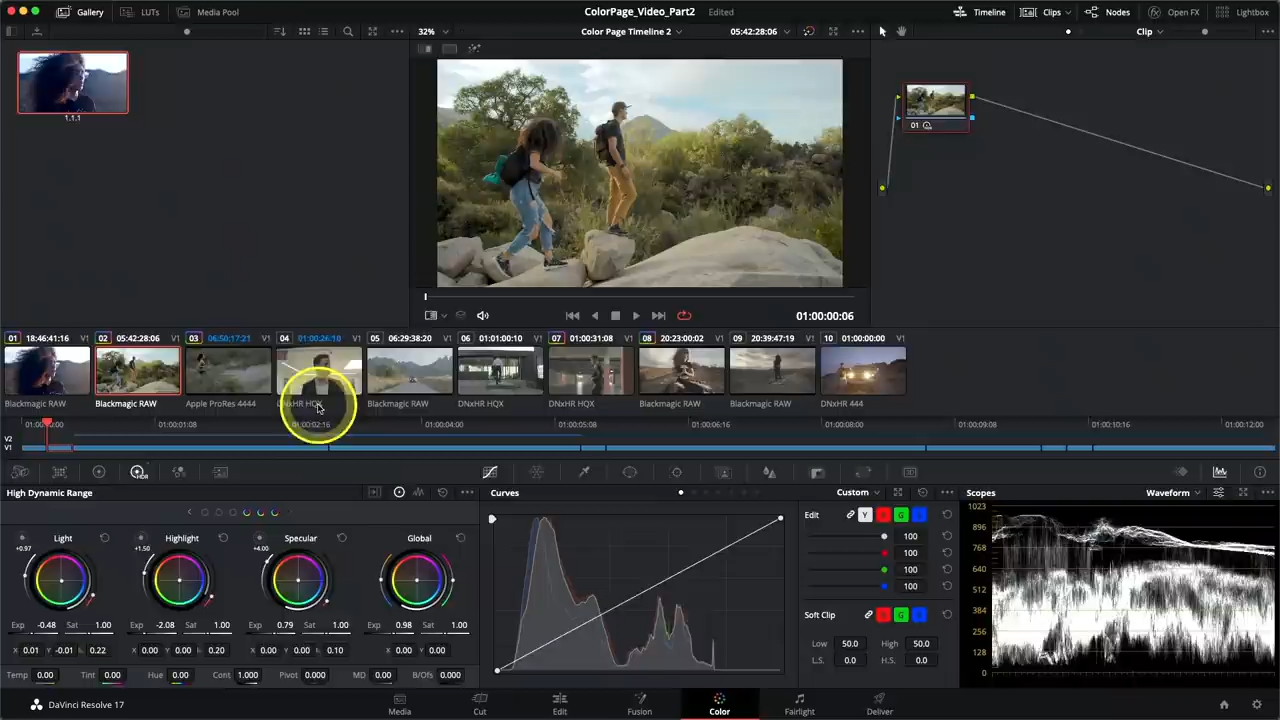 ColorPage_Video_Part2 Edited
Gallery LUTs Media Pool Timeline Clips Nodes Open FX Lightbox
32% Color Page Timeline 2 05:42:28:06 Clip
1.1.1
01
01:00:00:06
01 18:46:41:16 V1 02 05:42:28:06 V1 03 06:50:17:21 V1 04 01:00:26:10 V1 05 06:29:38:20 V1 06 01:01:00:10 V1 07 01:00:31:08 V1 08 20:23:00:02 V1 09 20:39:47:19 V1 10 01:00:00:00 V1
Blackmagic RAW Blackmagic RAW Apple ProRes 4444 DNxHR HQX Blackmagic RAW DNxHR HQX DNxHR HQX Blackmagic RAW Blackmagic RAW DNxHR 444
01:00:01:08 01:00:02:16 01:00:04:00 01:00:05:08 01:00:06:16 01:00:08:00 01:00:09:08 01:00:10:16 01:00:12:00
V2
V1
High Dynamic Range Curves Custom Scopes Waveform
Light Highlight Specular Global
+0.97 +1.50 +4.00
Exp -0.48 Sat 1.00 Exp -2.08 Sat 1.00 Exp 0.79 Sat 1.00 Exp 0.98 Sat 1.00
X 0.01 Y -0.01 0.22 X 0.00 Y 0.00 0.20 X 0.00 Y 0.00 0.10 X 0.00 Y 0.00
Temp 0.00 Tint 0.00 Hue 0.00 Cont 1.000 Pivot 0.000 MD 0.00 B/Ofs 0.000
Edit Y
100
100
100
100
Soft Clip
Low 50.0 High 50.0
L.S. 0.0 H.S. 0.0
1023
896
768
640
512
384
256
128
0
DaVinci Resolve 17 Media Cut Edit Fusion Color Fairlight Deliver